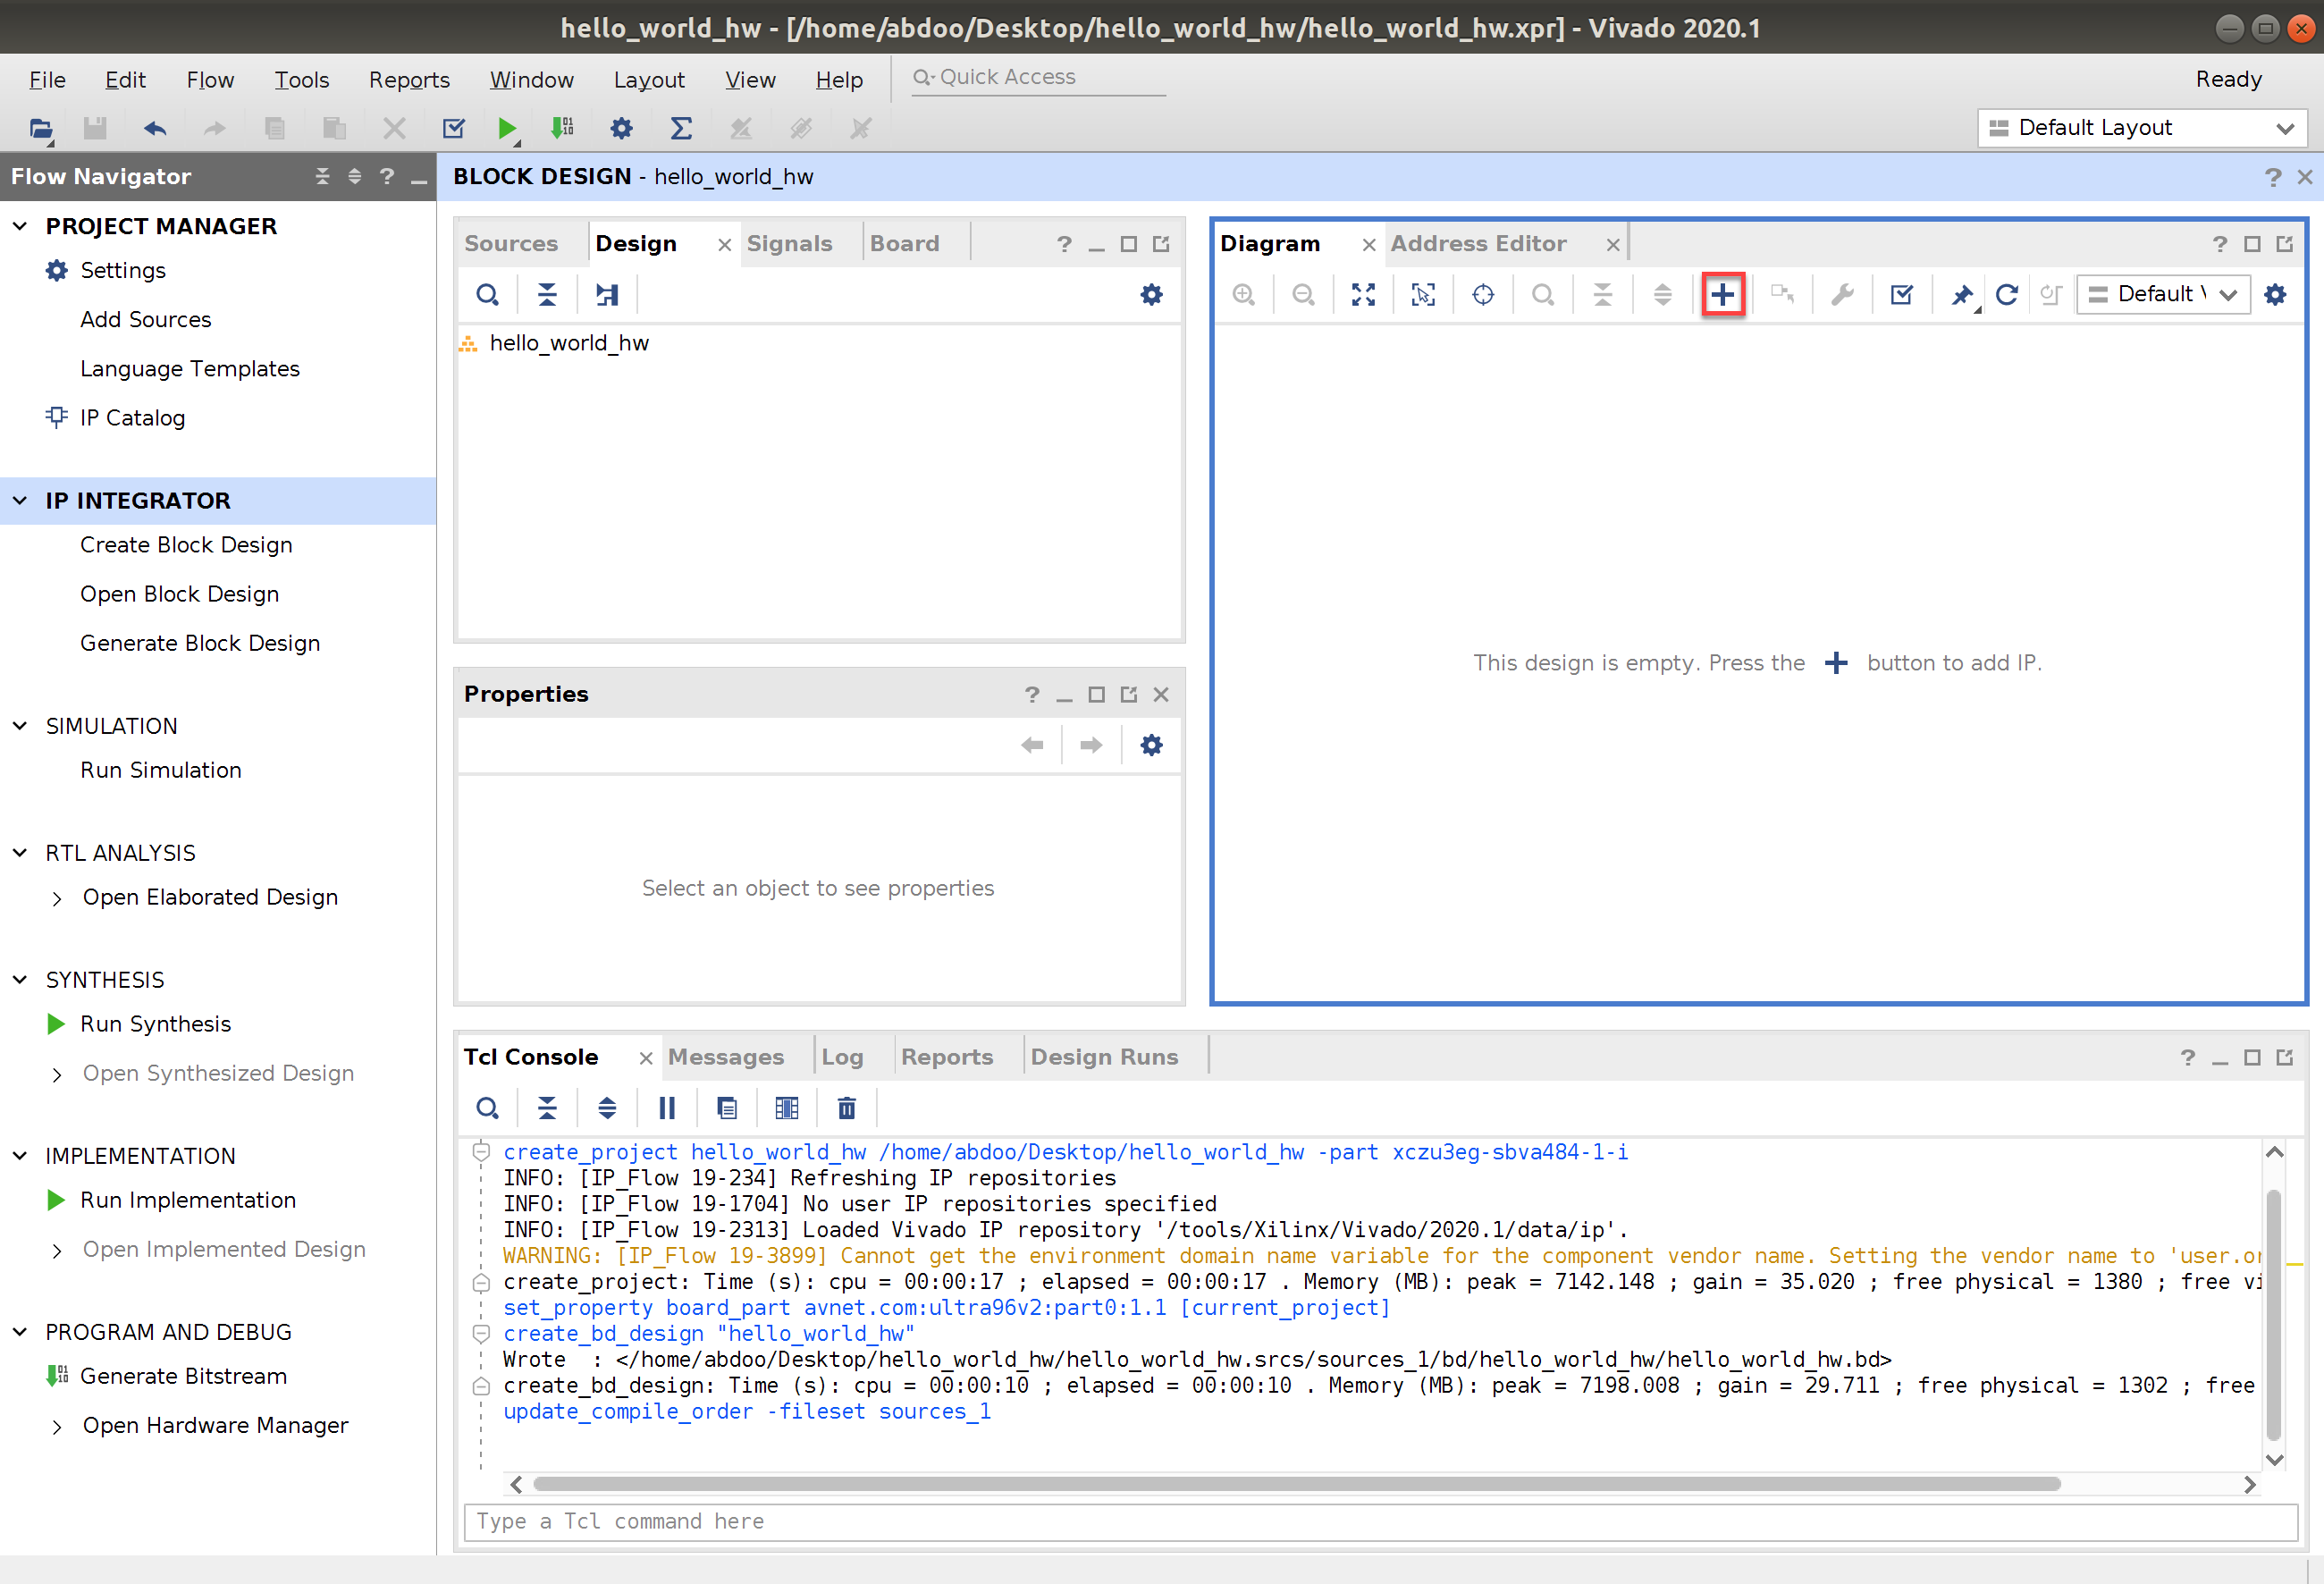 hello_world_hw - [/home/abdoo/Desktop/hello_world_hw/hello_world_hw.xpr] - Vivado 2020.1
File Edit Flow Tools Reports Window Layout View Help Quick Access Ready
Default Layout
Flow Navigator
PROJECT MANAGER
Settings
Add Sources
Language Templates
IP Catalog
IP INTEGRATOR
Create Block Design
Open Block Design
Generate Block Design
SIMULATION
Run Simulation
RTL ANALYSIS
Open Elaborated Design
SYNTHESIS
Run Synthesis
Open Synthesized Design
IMPLEMENTATION
Run Implementation
Open Implemented Design
PROGRAM AND DEBUG
Generate Bitstream
Open Hardware Manager
BLOCK DESIGN - hello_world_hw
Sources Design Signals Board
hello_world_hw
Properties
Select an object to see properties
Diagram Address Editor
Default
This design is empty. Press the + button to add IP.
Tcl Console Messages Log Reports Design Runs
create_project hello_world_hw /home/abdoo/Desktop/hello_world_hw -part xczu3eg-sbva484-1-i
INFO: [IP_Flow 19-234] Refreshing IP repositories
INFO: [IP_Flow 19-1704] No user IP repositories specified
INFO: [IP_Flow 19-2313] Loaded Vivado IP repository '/tools/Xilinx/Vivado/2020.1/data/ip'.
WARNING: [IP_Flow 19-3899] Cannot get the environment domain name variable for the component vendor name. Setting the vendor name to 'user.or
create_project: Time (s): cpu = 00:00:17 ; elapsed = 00:00:17 . Memory (MB): peak = 7142.148 ; gain = 35.020 ; free physical = 1380 ; free vi
set_property board_part avnet.com:ultra96v2:part0:1.1 [current_project]
create_bd_design "hello_world_hw"
Wrote  : </home/abdoo/Desktop/hello_world_hw/hello_world_hw.srcs/sources_1/bd/hello_world_hw/hello_world_hw.bd>
create_bd_design: Time (s): cpu = 00:00:10 ; elapsed = 00:00:10 . Memory (MB): peak = 7198.008 ; gain = 29.711 ; free physical = 1302 ; free
update_compile_order -fileset sources_1
Type a Tcl command here